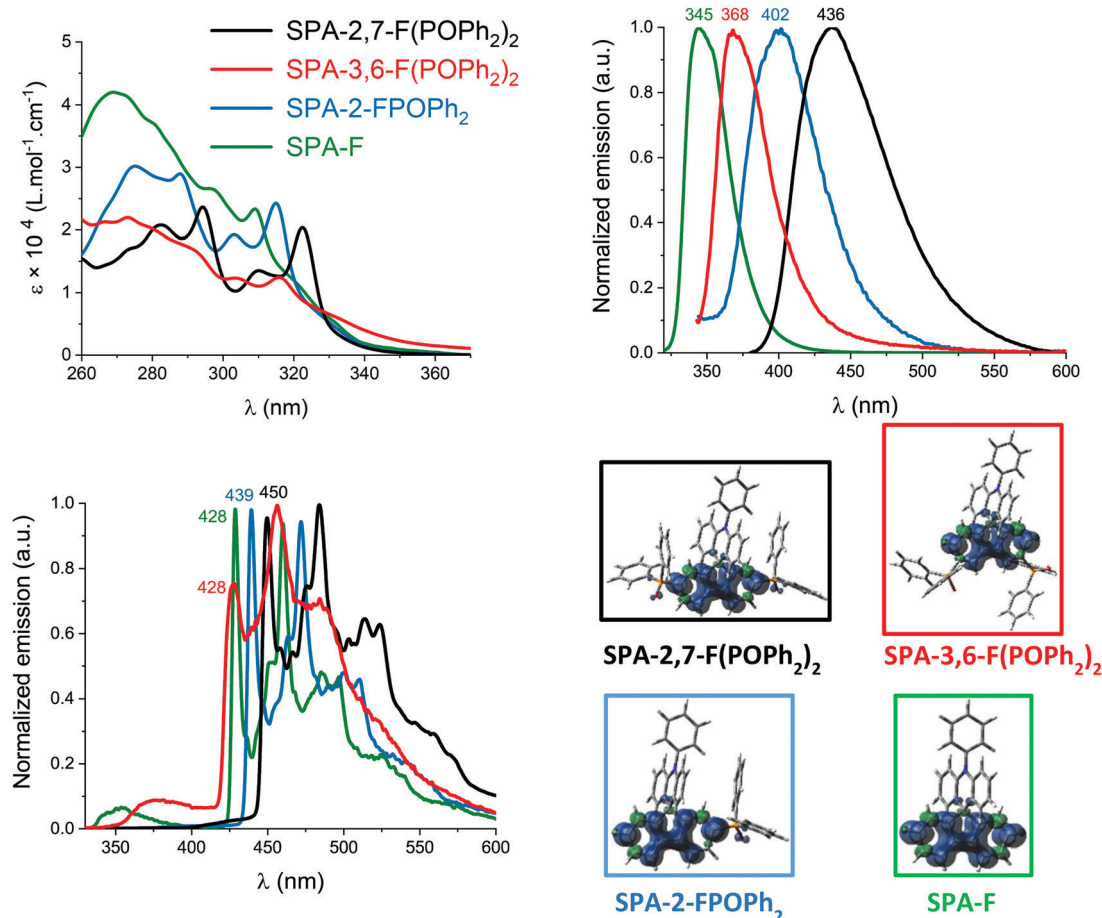 SPA-2,7-F(POPh₂)₂
SPA-3,6-F(POPh₂)₂
SPA-2-FPOPh₂
SPA-F
ε × 10⁴ (L.mol⁻¹.cm⁻¹)
5
4
3
2
1
0
260 280 300 320 340 360
λ (nm)
345 368 402 436
Normalized emission (a.u.)
1.0
0.8
0.6
0.4
0.2
0.0
350 400 450 500 550 600
λ (nm)
439 450
428
428
Normalized emission (a.u.)
1.0
0.8
0.6
0.4
0.2
0.0
350 400 450 500 550 600
λ (nm)
SPA-2,7-F(POPh₂)₂
SPA-3,6-F(POPh₂)₂
SPA-2-FPOPh₂
SPA-F